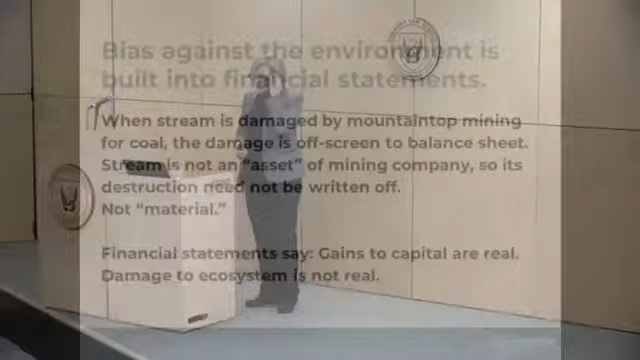 Bias against the environment is
built into financial statements.
When stream is damaged by mountaintop mining
for coal, the damage is off-screen to balance sheet.
Stream is not an “asset” of mining company, so its
destruction need not be written off.
Not “material.”
Financial statements say: Gains to capital are real.
Damage to ecosystem is not real.